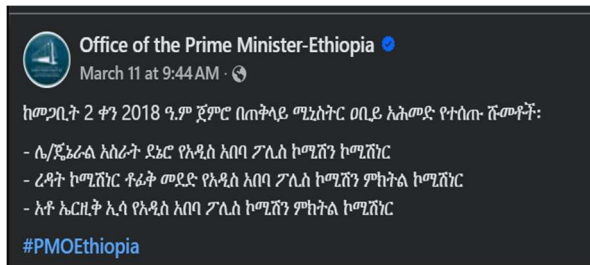 Office of the Prime Minister-Ethiopia
March 11 at 9:44 AM ·
ከመጋቢት 2 ቀን 2018 ዓ.ም ጀምሮ በጠቅላይ ሚኒስትር ዐቢይ አሕመድ የተሰጡ ሹመቶች፡
- ሌ/ጄኔራል አስራት ደኔሮ የአዲስ አበባ ፖሊስ ኮሚሽን ኮሚሽነር
- ረዳት ኮሚሽነር ቶፊቅ መደድ የአዲስ አበባ ፖሊስ ኮሚሽን ምክትል ኮሚሽነር
- አቶ ኤርዚቅ ኢሳ የአዲስ አበባ ፖሊስ ኮሚሽን ምክትል ኮሚሽነር
#PMOEthiopia